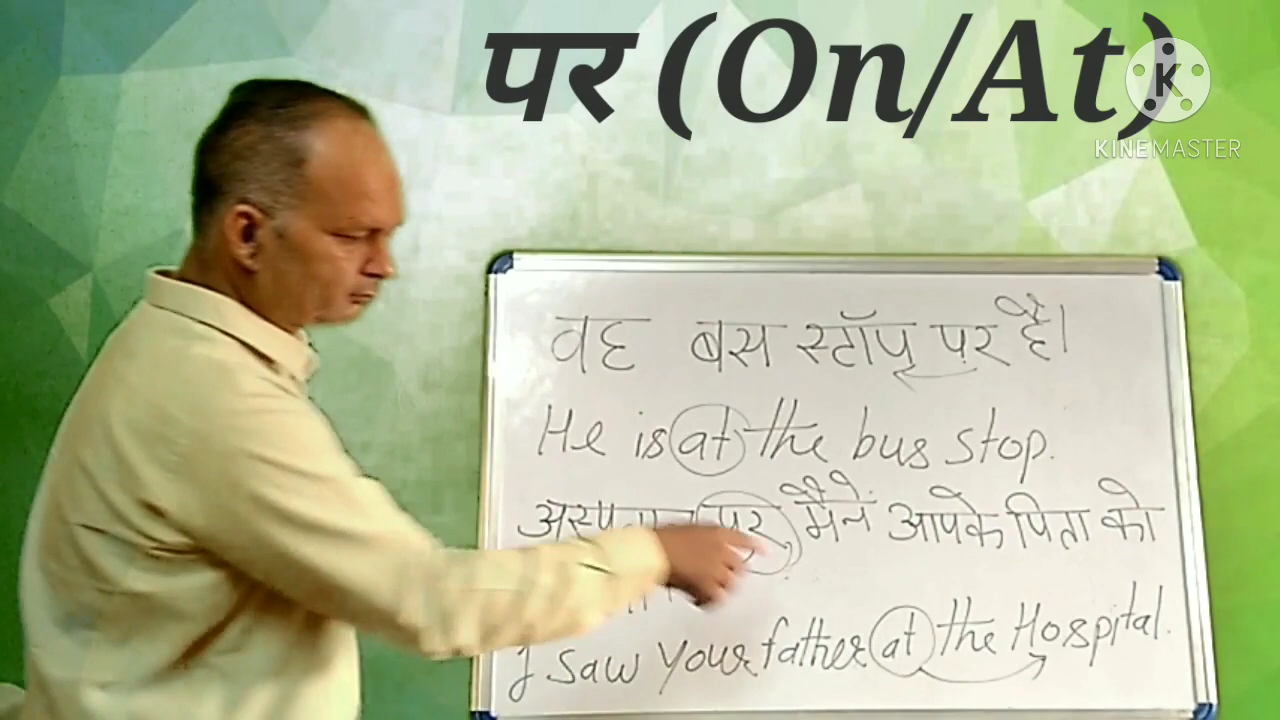 पर (On/At)
K
KINEMASTER
वह बस स्टॉप पर है।
He is at the bus stop.
पर मैंने आपके पिता को
I saw your father at the Hospital.